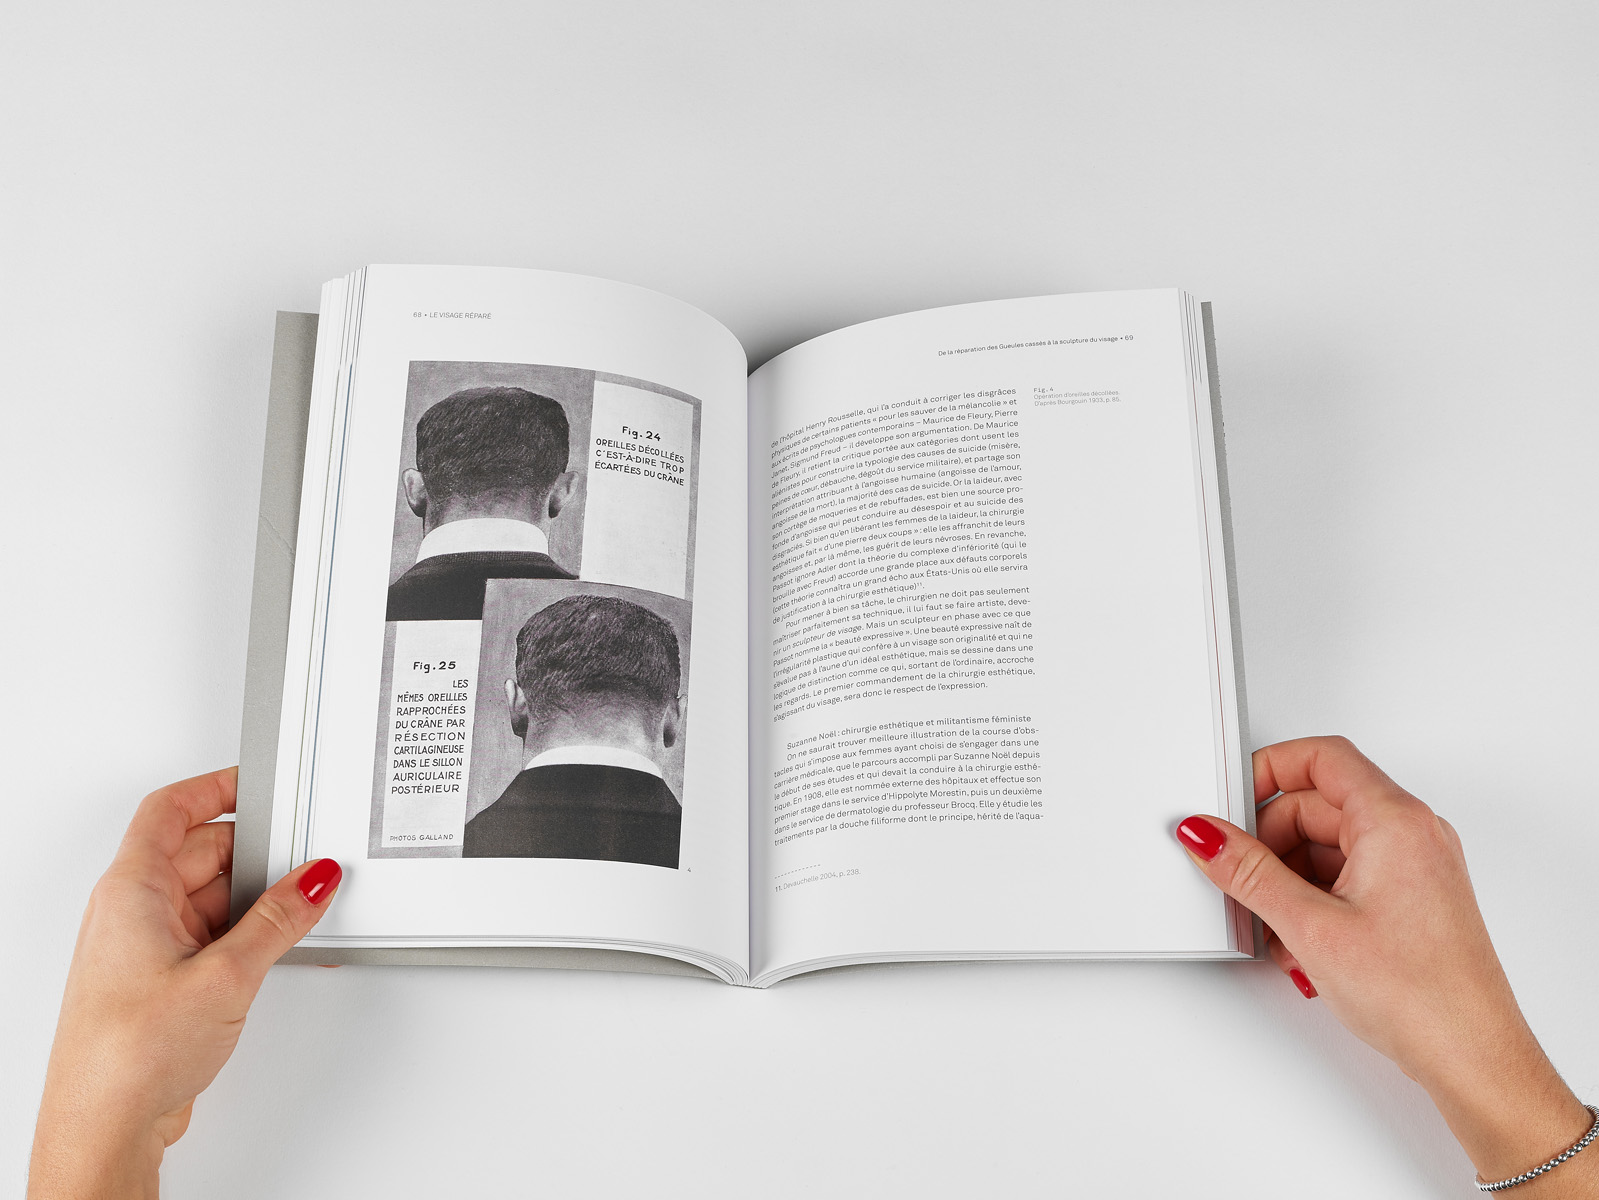 68 • LE VISAGE RÉPARÉ
Fig. 24
OREILLES DÉCOLLÉES
C'EST-À-DIRE TROP
ÉCARTÉES DU CRÂNE
Fig. 25
LES
MÊMES OREILLES
RAPPROCHÉES
DU CRÂNE PAR
RÉSECTION
CARTILAGINEUSE
DANS LE SILLON
AURICULAIRE
POSTÉRIEUR
PHOTOS GALLAND
4
De la réparation des Gueules cassés à la sculpture du visage • 69
de l'hôpital Henry Rousselle, qui l'a conduit à corriger les disgrâces
physiques de certains patients « pour les sauver de la mélancolie » et
aux écrits de psychologues contemporains – Maurice de Fleury, Pierre
Janet, Sigmund Freud – il développe son argumentation. De Maurice
de Fleury, il retient la critique portée aux catégories dont usent les
aliénistes pour construire la typologie des causes de suicide (misère,
peines de cœur, débauche, dégoût du service militaire), et partage son
interprétation attribuant à l'angoisse humaine (angoisse de l'amour,
angoisse de la mort), la majorité des cas de suicide. Or la laideur, avec
son cortège de moqueries et de rebuffades, est bien une source pro-
fonde d'angoisse qui peut conduire au désespoir et au suicide des
disgraciés. Si bien qu'en libérant les femmes de la laideur, la chirurgie
esthétique fait « d'une pierre deux coups » : elle les affranchit de leurs
angoisses et, par là même, les guérit de leurs névroses. En revanche,
Passot ignore Adler dont la théorie du complexe d'infériorité (qui le
brouille avec Freud) accorde une grande place aux défauts corporels
(cette théorie connaîtra un grand écho aux États-Unis où elle servira
de justification à la chirurgie esthétique)¹¹.
Pour mener à bien sa tâche, le chirurgien ne doit pas seulement
maîtriser parfaitement sa technique, il lui faut se faire artiste, deve-
nir un sculpteur de visage. Mais un sculpteur en phase avec ce que
Passot nomme la « beauté expressive ». Une beauté expressive naît de
l'irrégularité plastique qui confère à un visage son originalité et qui ne
s'évalue pas à l'aune d'un idéal esthétique, mais se dessine dans une
logique de distinction comme ce qui, sortant de l'ordinaire, accroche
les regards. Le premier commandement de la chirurgie esthétique,
s'agissant du visage, sera donc le respect de l'expression.
Suzanne Noël : chirurgie esthétique et militantisme féministe
On ne saurait trouver meilleure illustration de la course d'obs-
tacles qui s'impose aux femmes ayant choisi de s'engager dans une
carrière médicale, que le parcours accompli par Suzanne Noël depuis
le début de ses études et qui devait la conduire à la chirurgie esthé-
tique. En 1908, elle est nommée externe des hôpitaux et effectue son
premier stage dans le service d'Hippolyte Morestin, puis un deuxième
dans le service de dermatologie du professeur Brocq. Elle y étudie les
traitements par la douche filiforme dont le principe, hérité de l'aqua-
11. Devauchelle 2004, p. 238.
Fig. 4
Opération d'oreilles décollées.
D'après Bourgouin 1933, p. 85.